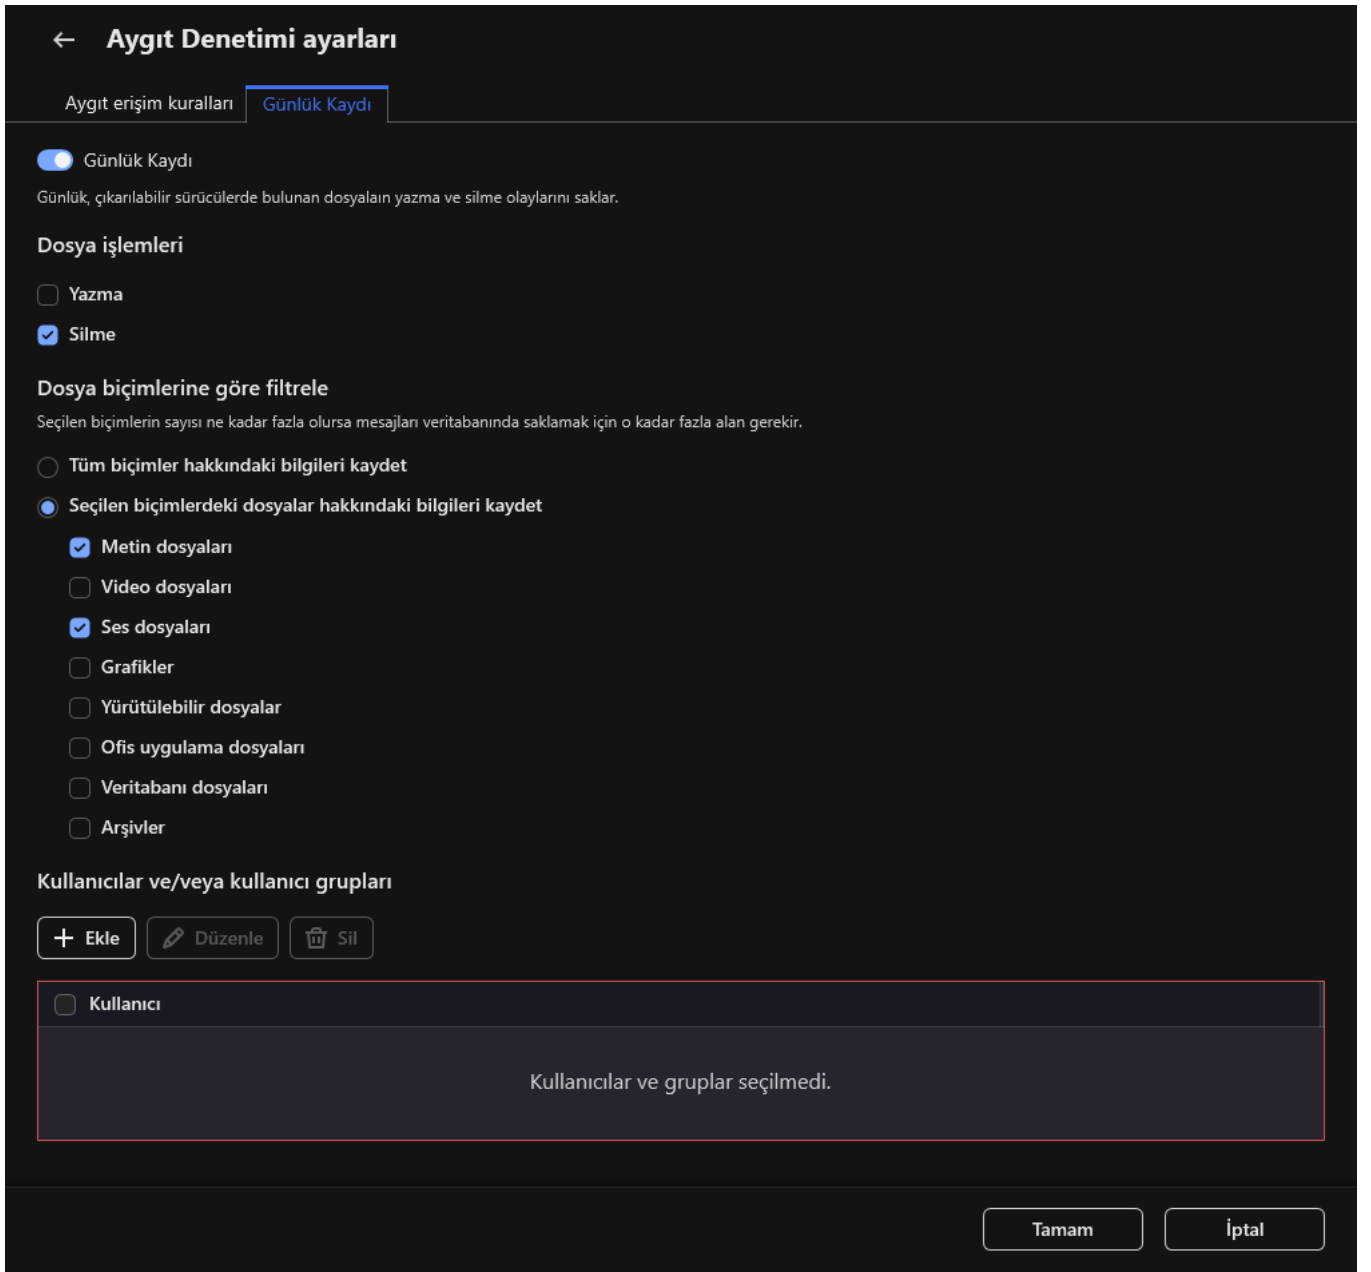 Aygıt Denetimi ayarları
Aygıt erişim kuralları
Günlük Kaydı
Günlük Kaydı
Günlük, çıkarılabilir sürücülerde bulunan dosyalaın yazma ve silme olaylarını saklar.
Dosya işlemleri
Yazma
Silme
Dosya biçimlerine göre filtrele
Seçilen biçimlerin sayısı ne kadar fazla olursa mesajları veritabanında saklamak için o kadar fazla alan gerekir.
Tüm biçimler hakkındaki bilgileri kaydet
Seçilen biçimlerdeki dosyalar hakkındaki bilgileri kaydet
Metin dosyaları
Video dosyaları
Ses dosyaları
Grafikler
Yürütülebilir dosyalar
Ofis uygulama dosyaları
Veritabanı dosyaları
Arşivler
Kullanıcılar ve/veya kullanıcı grupları
Ekle
Düzenle
Sil
Kullanıcı
Kullanıcılar ve gruplar seçilmedi.
Tamam
İptal